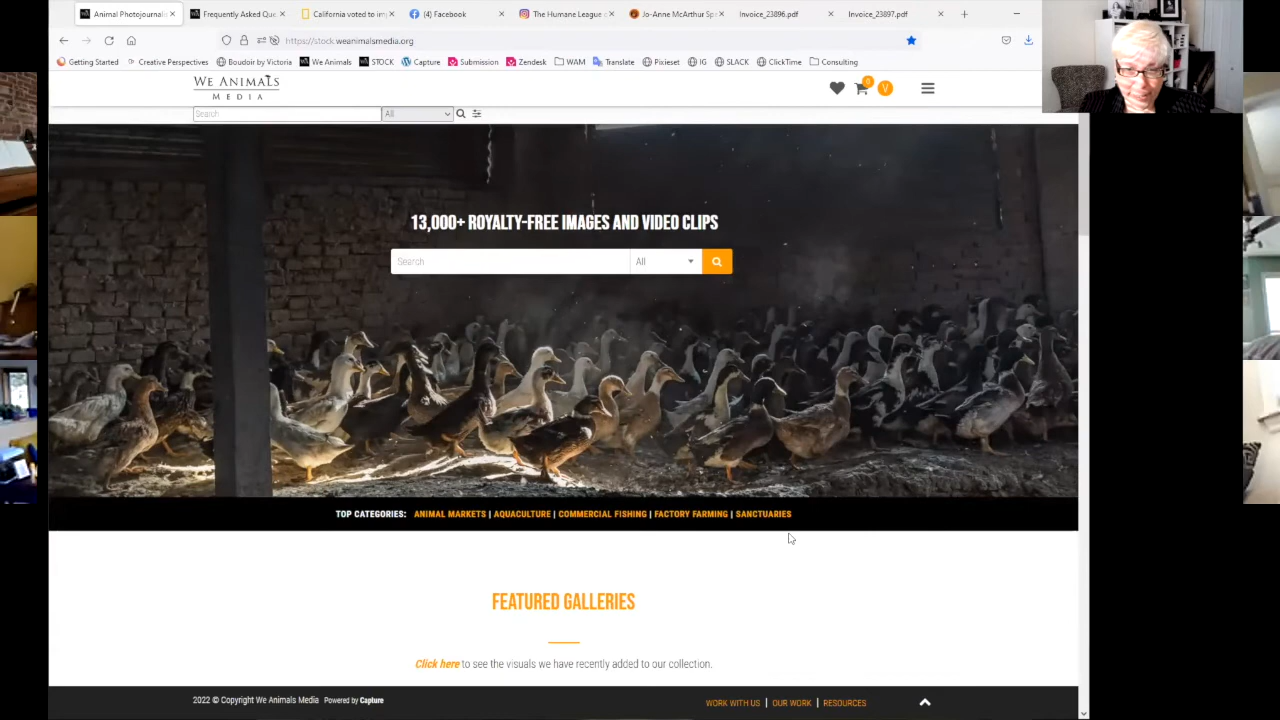 Animal Photojournalis
Frequently Asked Que
California voted to im
(4) Facebook
The Humane League c
Jo-Anne McArthur Sp
Invoice_23896.pdf
Invoice_23897.pdf
https://stock.weanimalsmedia.org
Getting Started
Creative Perspectives
Boudoir by Victoria
We Animals
STOCK
Capture
Submission
Zendesk
WAM
Translate
Pixieset
IG
SLACK
ClickTime
Consulting
WE ANIMALS
MEDIA
0
V
Search
All
13,000+ ROYALTY-FREE IMAGES AND VIDEO CLIPS
Search
All
TOP CATEGORIES: ANIMAL MARKETS | AQUACULTURE | COMMERCIAL FISHING | FACTORY FARMING | SANCTUARIES
FEATURED GALLERIES
Click here to see the visuals we have recently added to our collection.
2022 © Copyright We Animals Media Powered by Capture
WORK WITH US | OUR WORK | RESOURCES